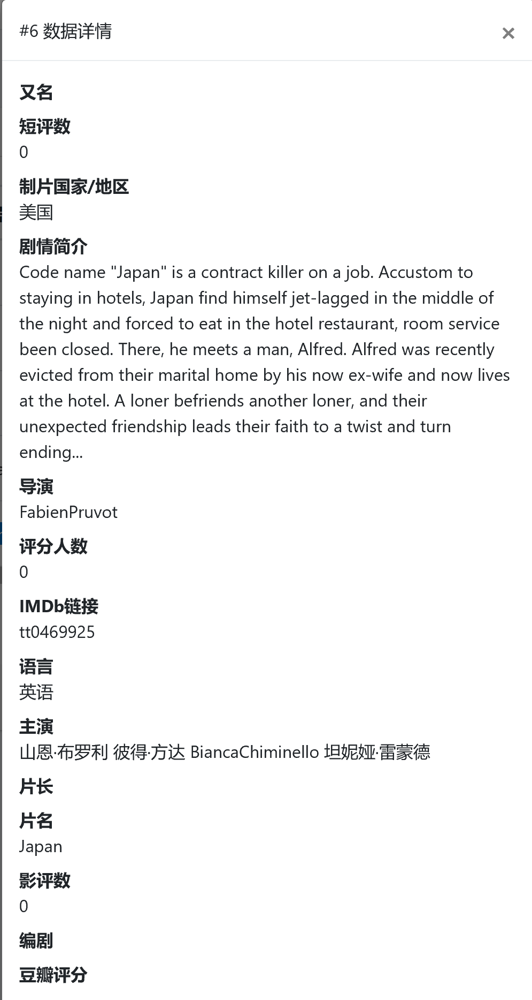 #6 数据详情
×
又名
短评数
0
制片国家/地区
美国
剧情简介
Code name "Japan" is a contract killer on a job. Accustom to
staying in hotels, Japan find himself jet-lagged in the middle of
the night and forced to eat in the hotel restaurant, room service
been closed. There, he meets a man, Alfred. Alfred was recently
evicted from their marital home by his now ex-wife and now lives
at the hotel. A loner befriends another loner, and their
unexpected friendship leads their faith to a twist and turn
ending...
导演
FabienPruvot
评分人数
0
IMDb链接
tt0469925
语言
英语
主演
山恩·布罗利 彼得·方达 BiancaChiminello 坦妮娅·雷蒙德
片长
片名
Japan
影评数
0
编剧
豆瓣评分